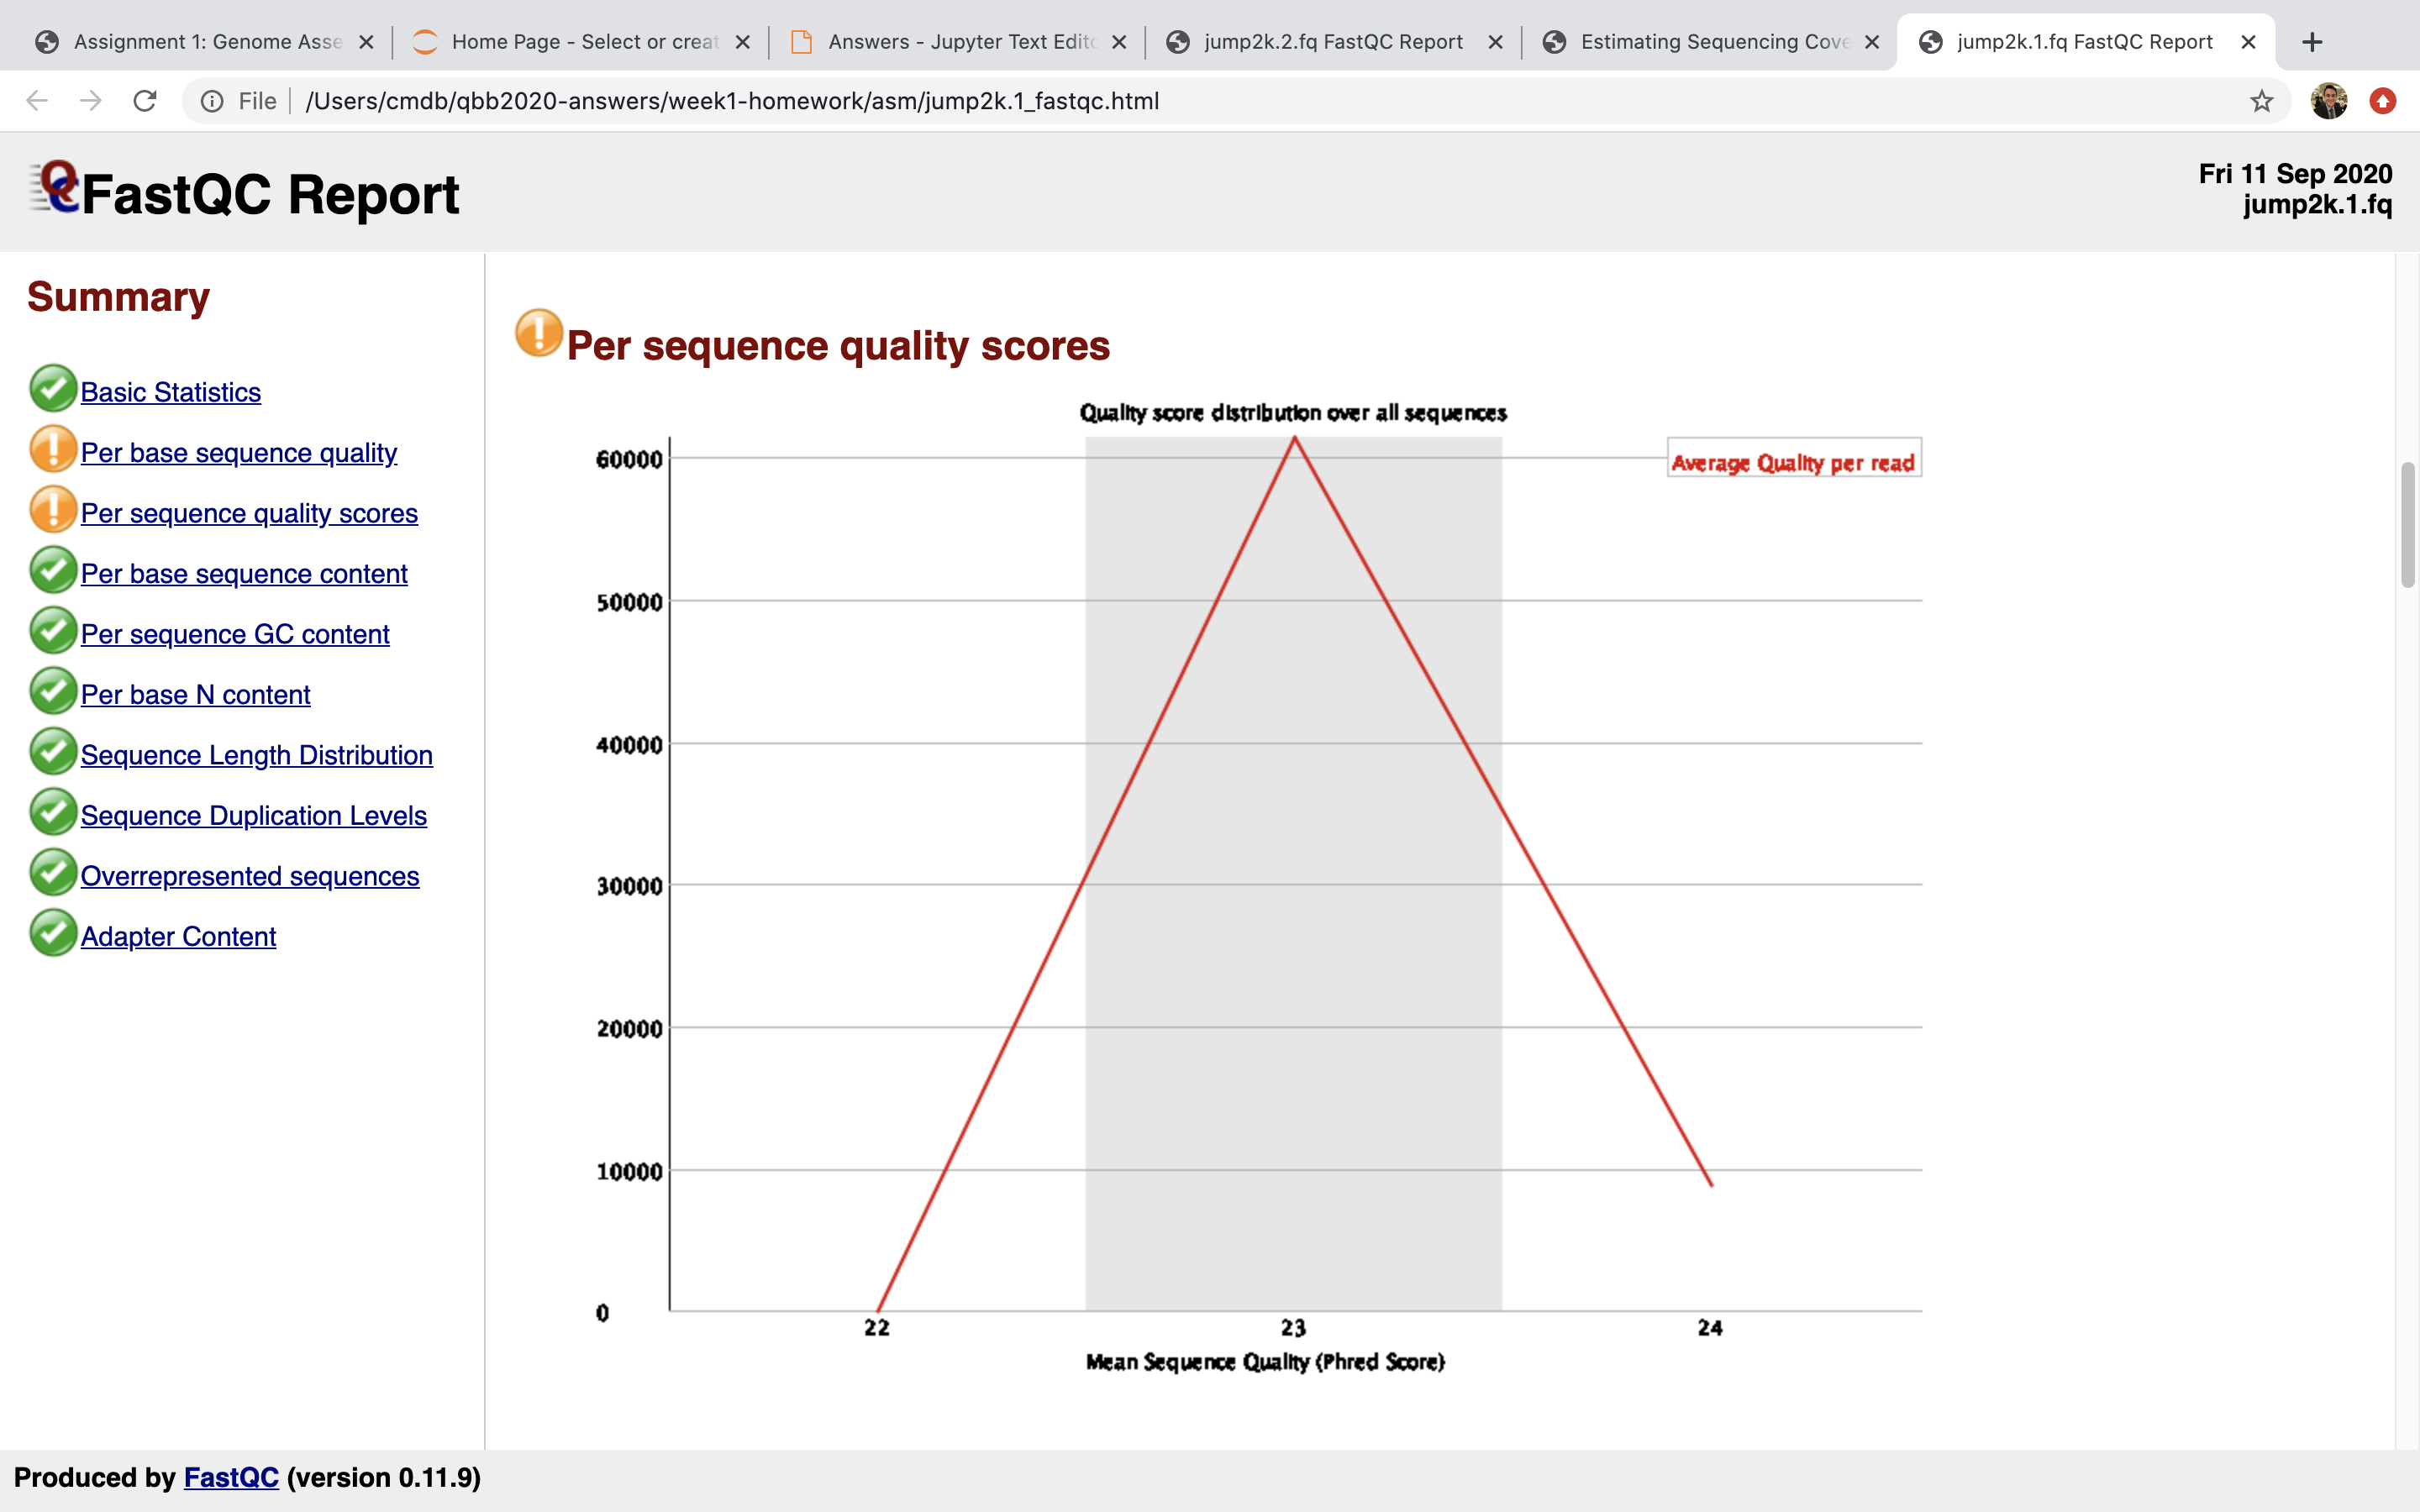 Assignment 1: Genome Asse
Home Page - Select or creat
Answers - Jupyter Text Edito
jump2k.2.fq FastQC Report
Estimating Sequencing Cove
jump2k.1.fq FastQC Report
File
/Users/cmdb/qbb2020-answers/week1-homework/asm/jump2k.1_fastqc.html
FastQC Report
Fri 11 Sep 2020
jump2k.1.fq
Summary
Basic Statistics
Per base sequence quality
Per sequence quality scores
Per base sequence content
Per sequence GC content
Per base N content
Sequence Length Distribution
Sequence Duplication Levels
Overrepresented sequences
Adapter Content
Per sequence quality scores
Quality score distribution over all sequences
Average Quality per read
60000
50000
40000
30000
20000
10000
0
22 23 24
Mean Sequence Quality (Phred Score)
Produced by FastQC (version 0.11.9)